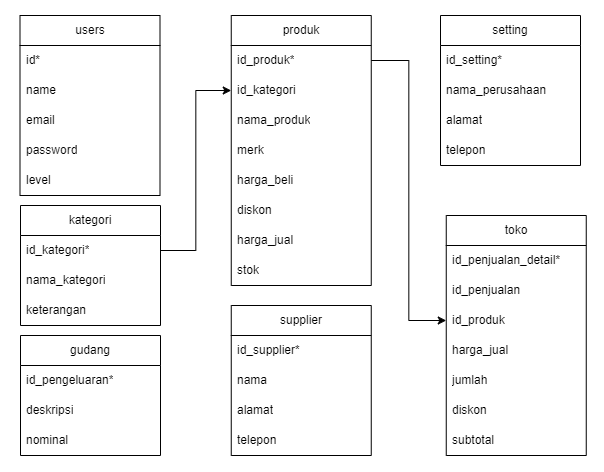 users
id*
name
email
password
level
kategori
id_kategori*
nama_kategori
keterangan
gudang
id_pengeluaran*
deskripsi
nominal
produk
id_produk*
id_kategori
nama_produk
merk
harga_beli
diskon
harga_jual
stok
supplier
id_supplier*
nama
alamat
telepon
setting
id_setting*
nama_perusahaan
alamat
telepon
toko
id_penjualan_detail*
id_penjualan
id_produk
harga_jual
jumlah
diskon
subtotal